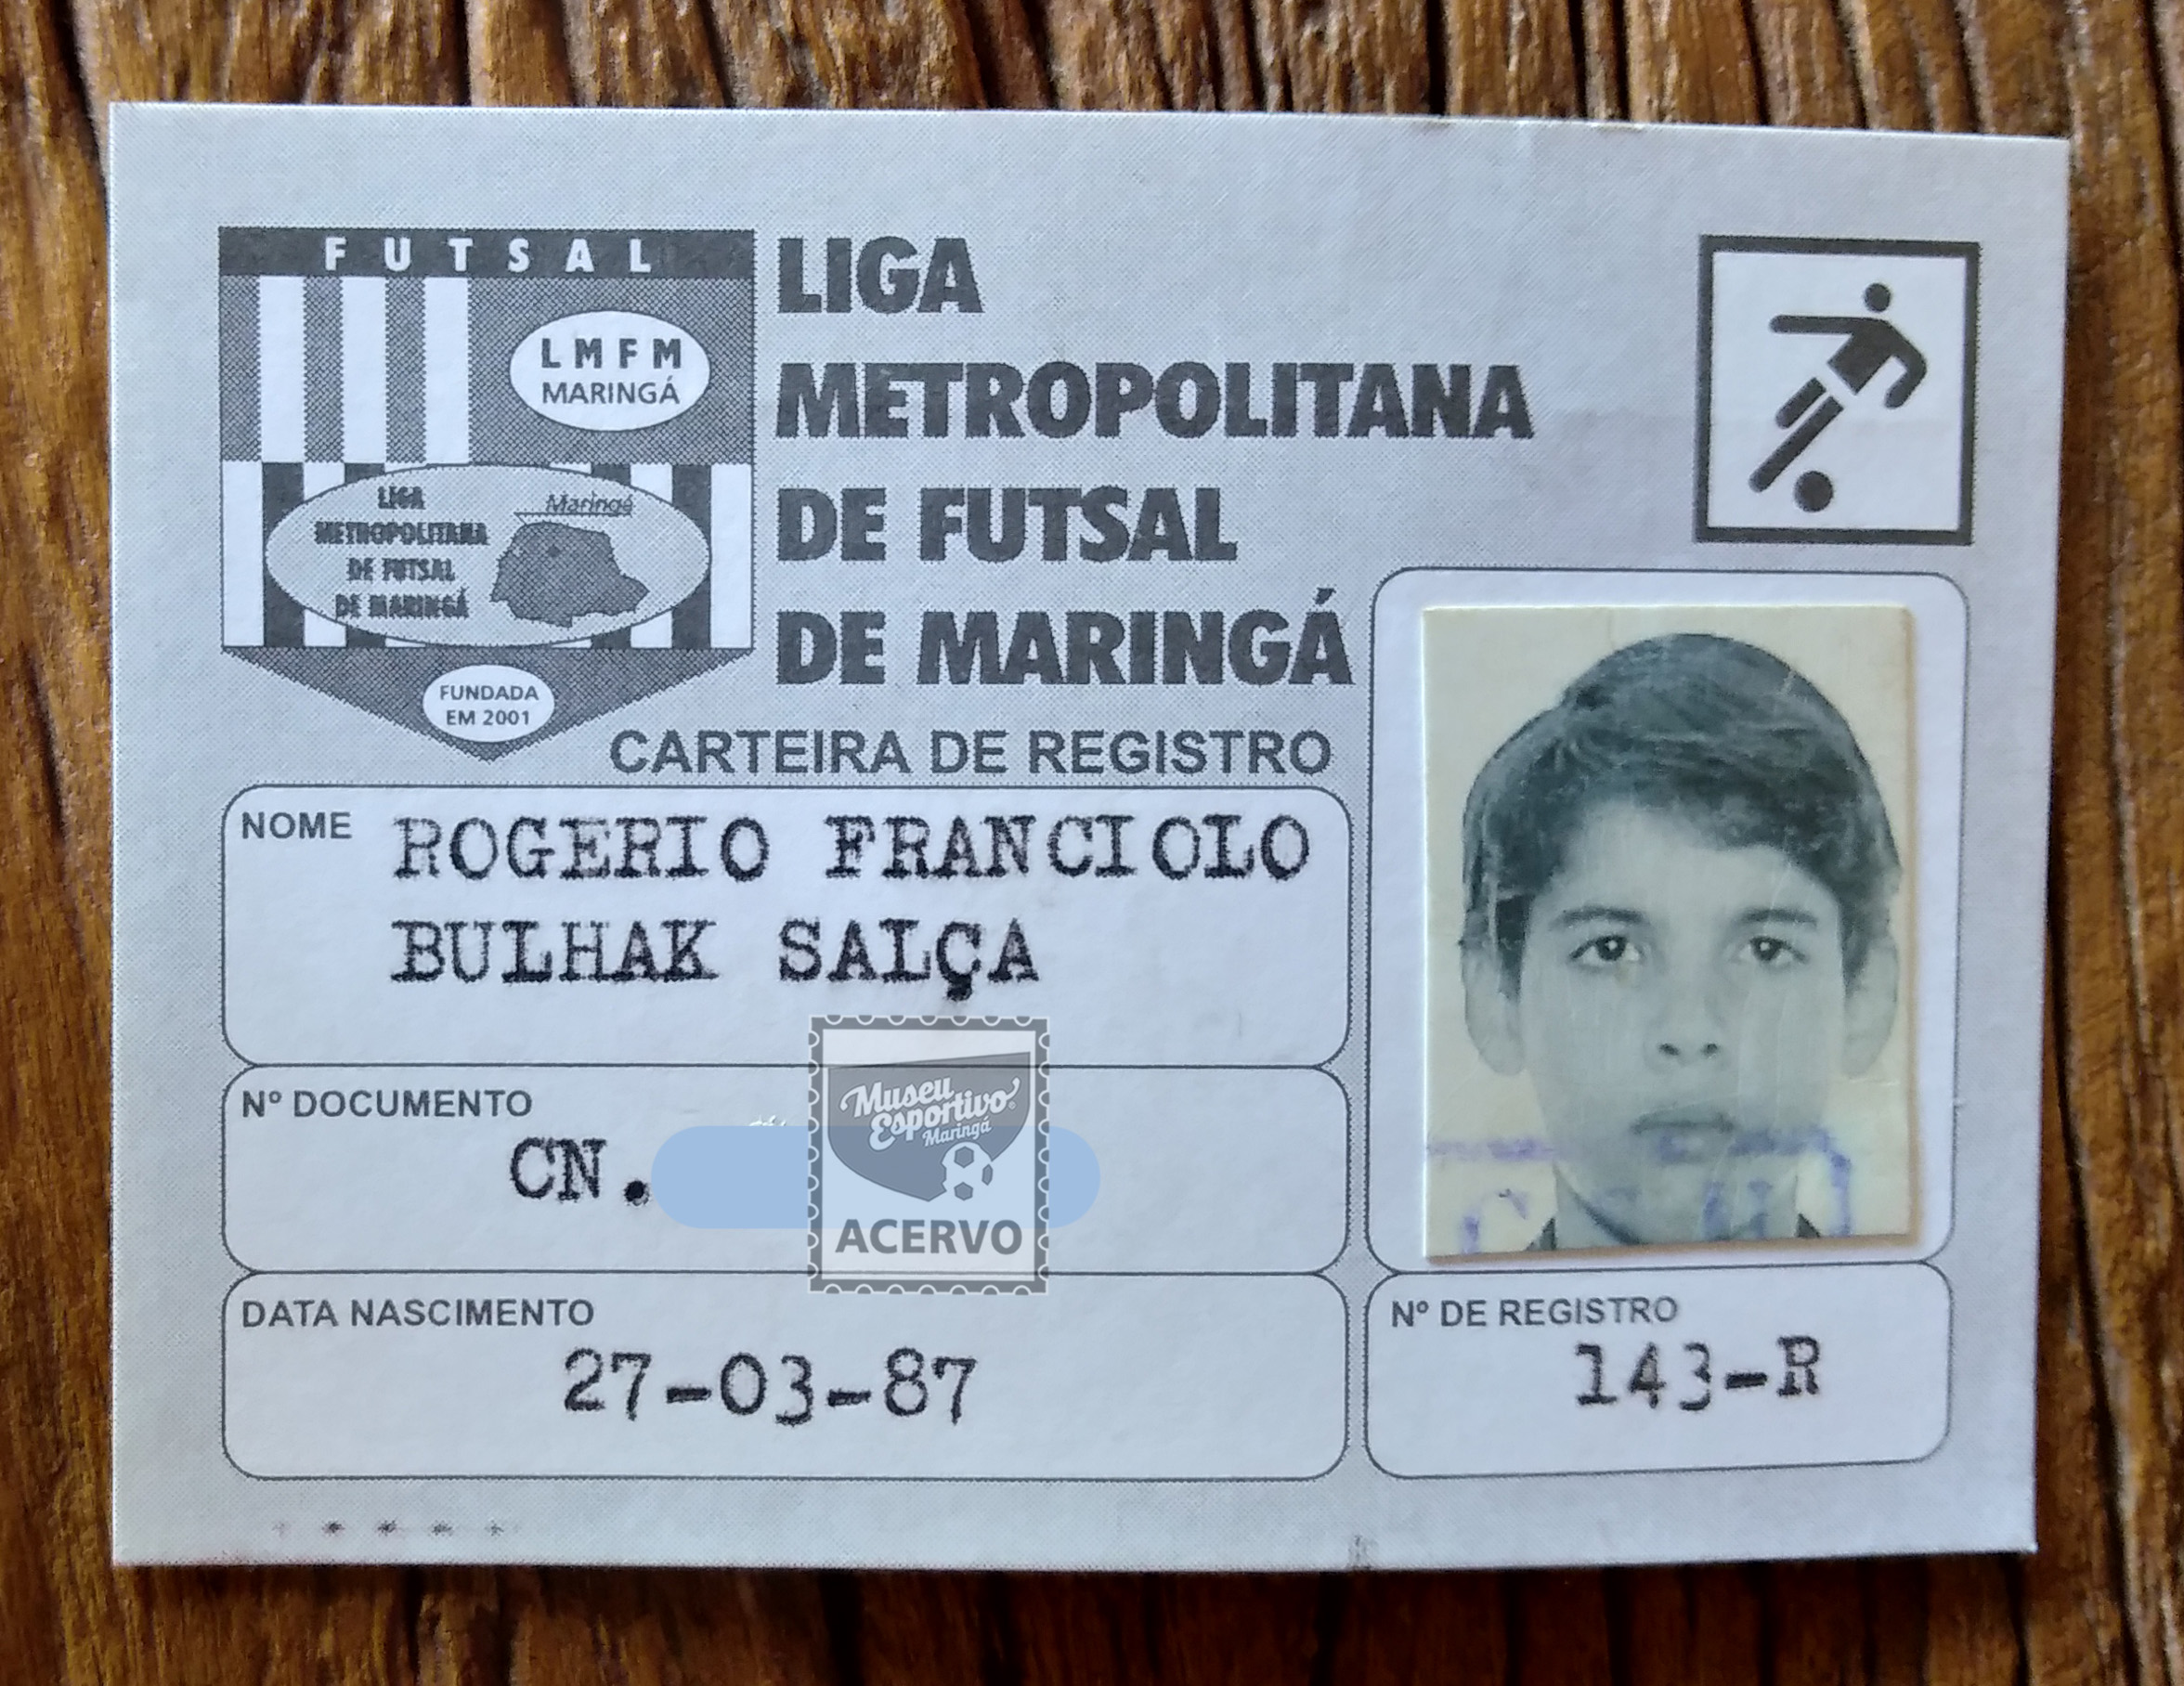 FUTSAL
LMFM
MARINGÁ
LIGA
METROPOLITANA
DE FUTSAL
DE MARINGÁ
Maringá
FUNDADA
EM 2001
LIGA
METROPOLITANA
DE FUTSAL
DE MARINGÁ
CARTEIRA DE REGISTRO
NOME ROGERIO FRANCIOLO
BULHAK SALÇA
Nº DOCUMENTO
CN.
Museu
Esportivo
Maringá
ACERVO
DATA NASCIMENTO
27-03-87
Nº DE REGISTRO
143-R